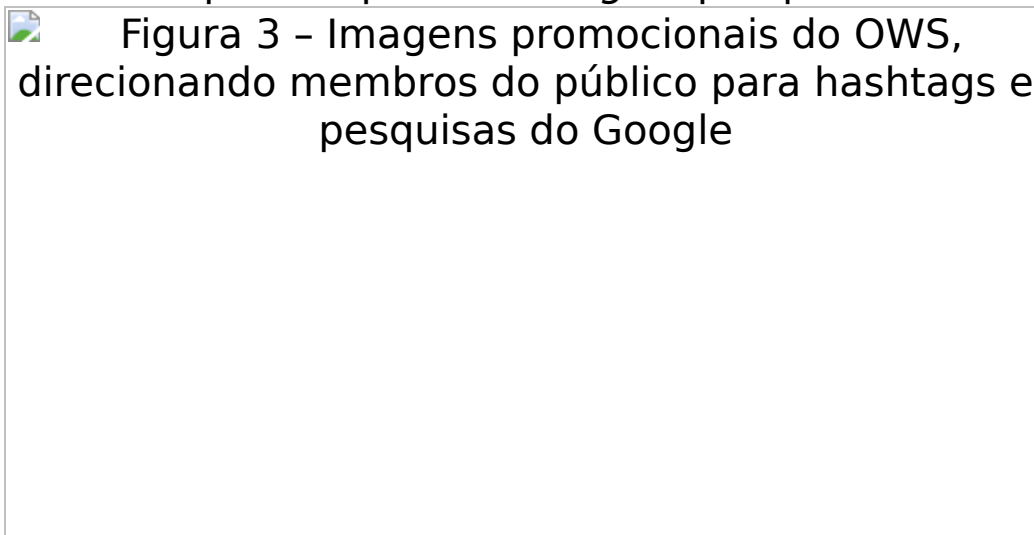 Figura 3 – Imagens promocionais do OWS,
direcionando membros do público para hashtags e
pesquisas do Google